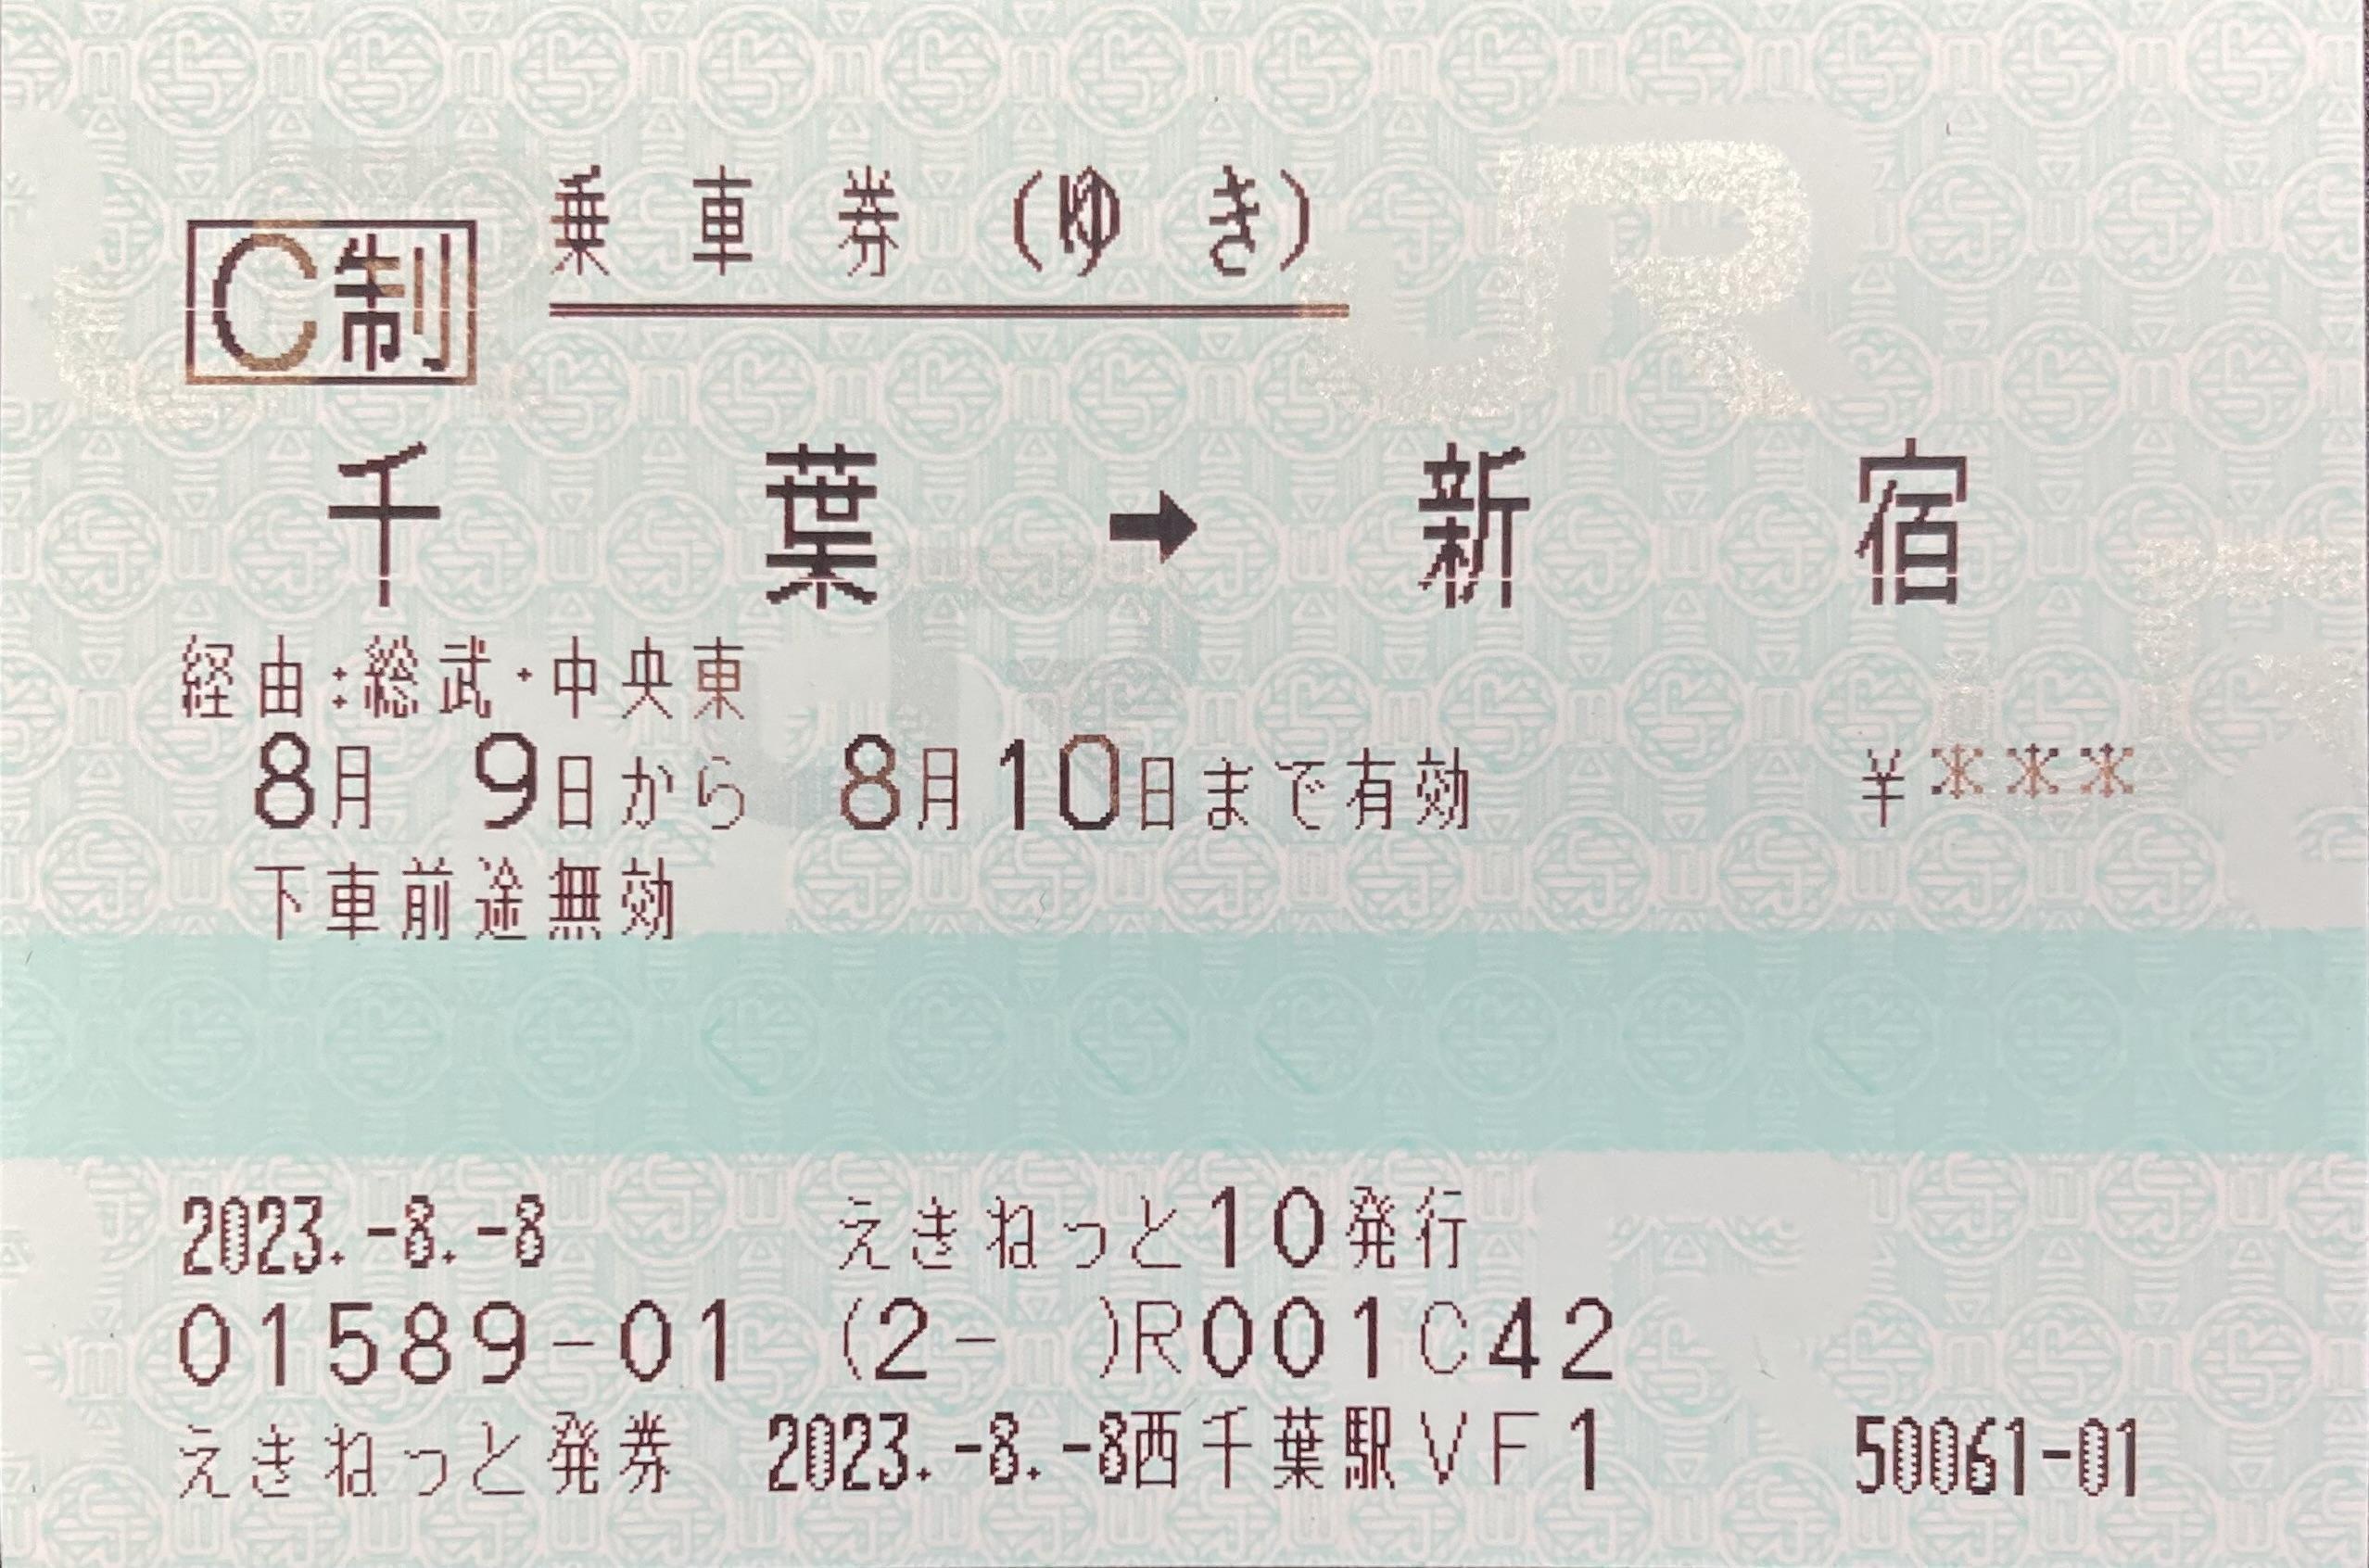 C制 乗車券(ゆき)
千葉 ➡ 新宿
経由:総武・中央東
8月 9日から 8月10日まで有効 ¥***
下車前途無効
2023.-8.-8 えきねっと10発行
01589-01 (2- )R001C42
えきねっと発券 2023.-8.-8西千葉駅VF1 50061-01